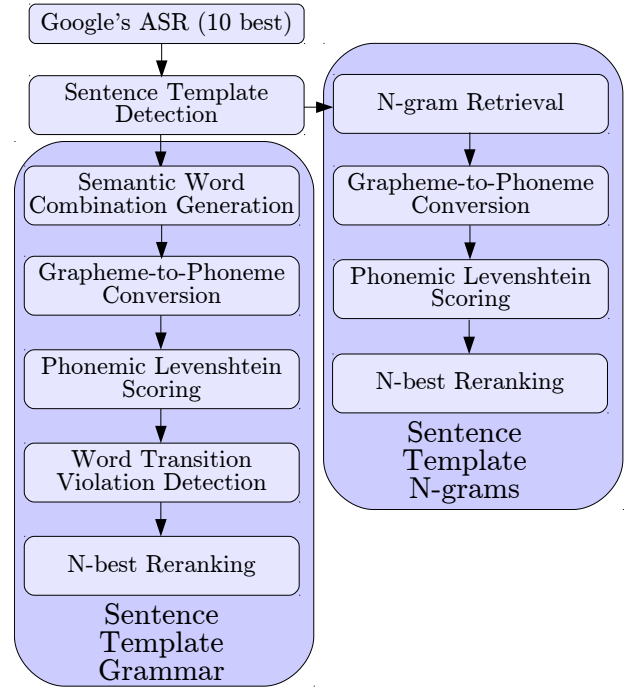 Google's ASR (10 best)
Sentence Template
Detection
Semantic Word
Combination Generation
Grapheme-to-Phoneme
Conversion
Phonemic Levenshtein
Scoring
Word Transition
Violation Detection
N-best Reranking
Sentence
Template
Grammar
N-gram Retrieval
Grapheme-to-Phoneme
Conversion
Phonemic Levenshtein
Scoring
N-best Reranking
Sentence
Template
N-grams